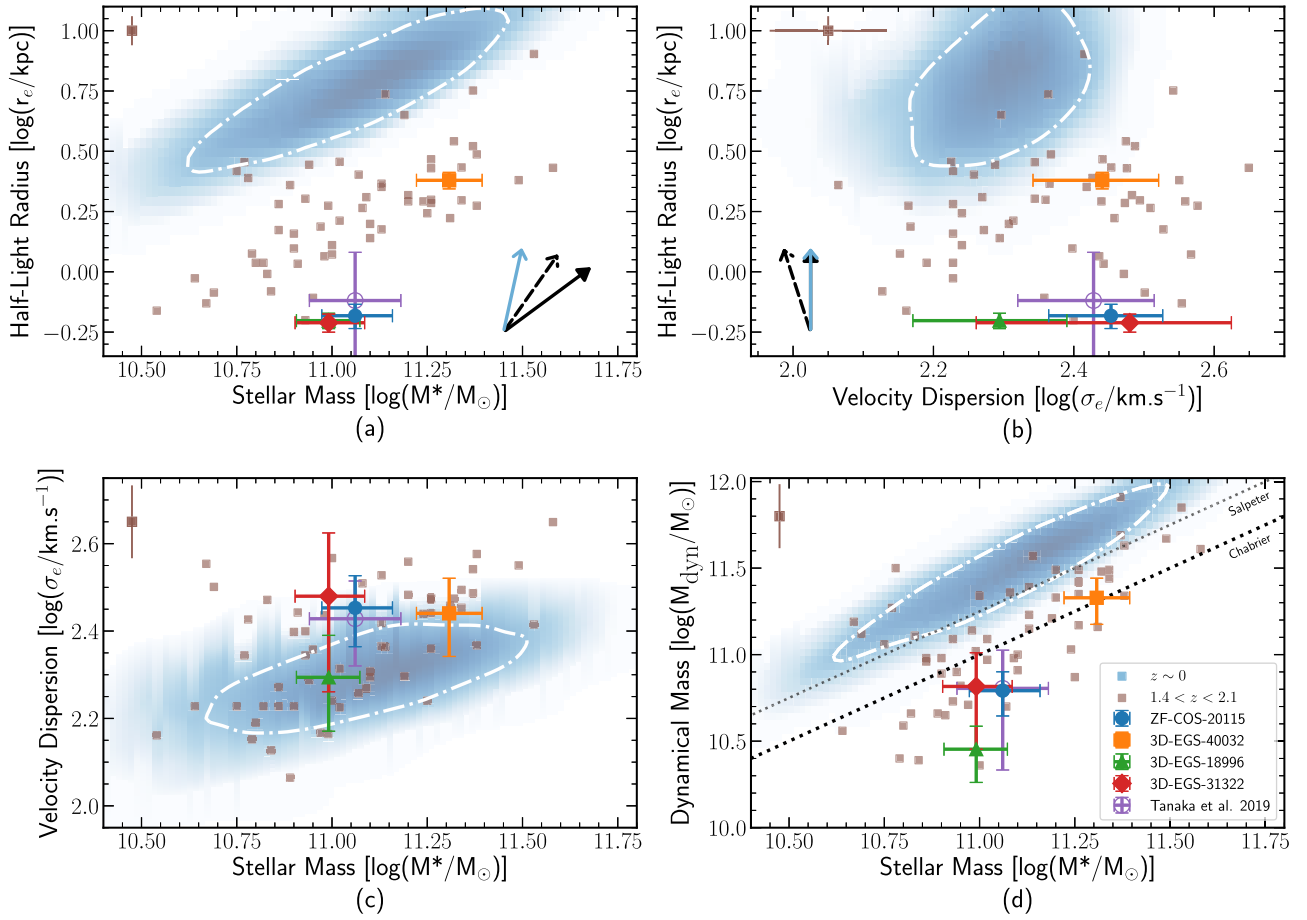 1.00
0.75
0.50
0.25
0.00
−0.25
Half-Light Radius [log(r_e/kpc)]
10.50 10.75 11.00 11.25 11.50 11.75
Stellar Mass [log(M*/M⊙)]
(a)
1.00
0.75
0.50
0.25
0.00
−0.25
Half-Light Radius [log(r_e/kpc)]
2.0 2.2 2.4 2.6
Velocity Dispersion [log(σ_e/km.s⁻¹)]
(b)
2.6
2.4
2.2
2.0
Velocity Dispersion [log(σ_e/km.s⁻¹)]
10.50 10.75 11.00 11.25 11.50 11.75
Stellar Mass [log(M*/M⊙)]
(c)
12.0
11.5
11.0
10.5
10.0
Dynamical Mass [log(M_dyn/M⊙)]
Salpeter
Chabrier
z ∼ 0
1.4 < z < 2.1
ZF-COS-20115
3D-EGS-40032
3D-EGS-18996
3D-EGS-31322
Tanaka et al. 2019
10.50 10.75 11.00 11.25 11.50 11.75
Stellar Mass [log(M*/M⊙)]
(d)